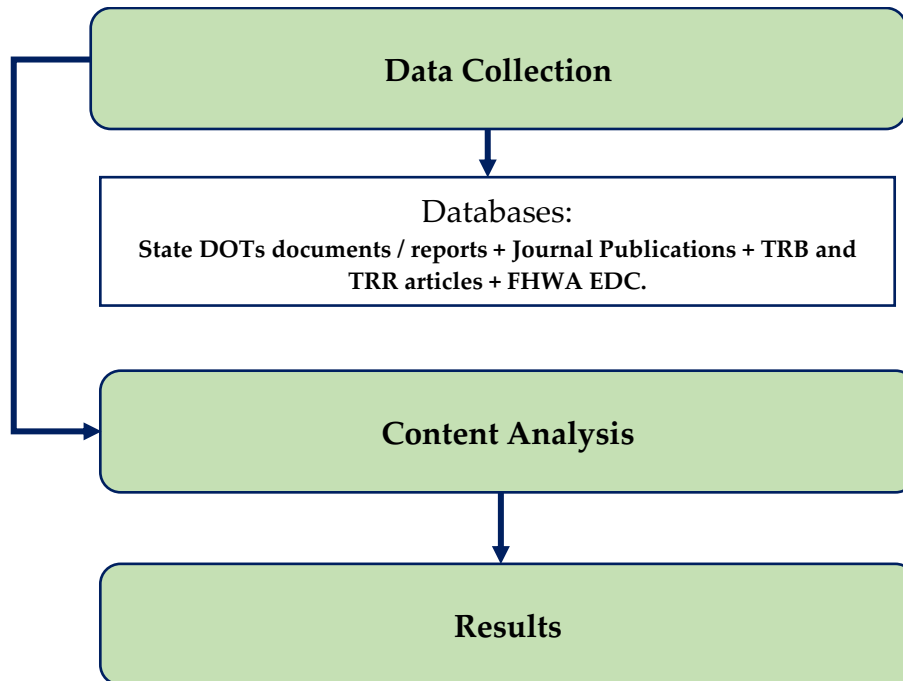 Data Collection
Databases:
State DOTs documents / reports + Journal Publications + TRB and
TRR articles + FHWA EDC.
Content Analysis
Results